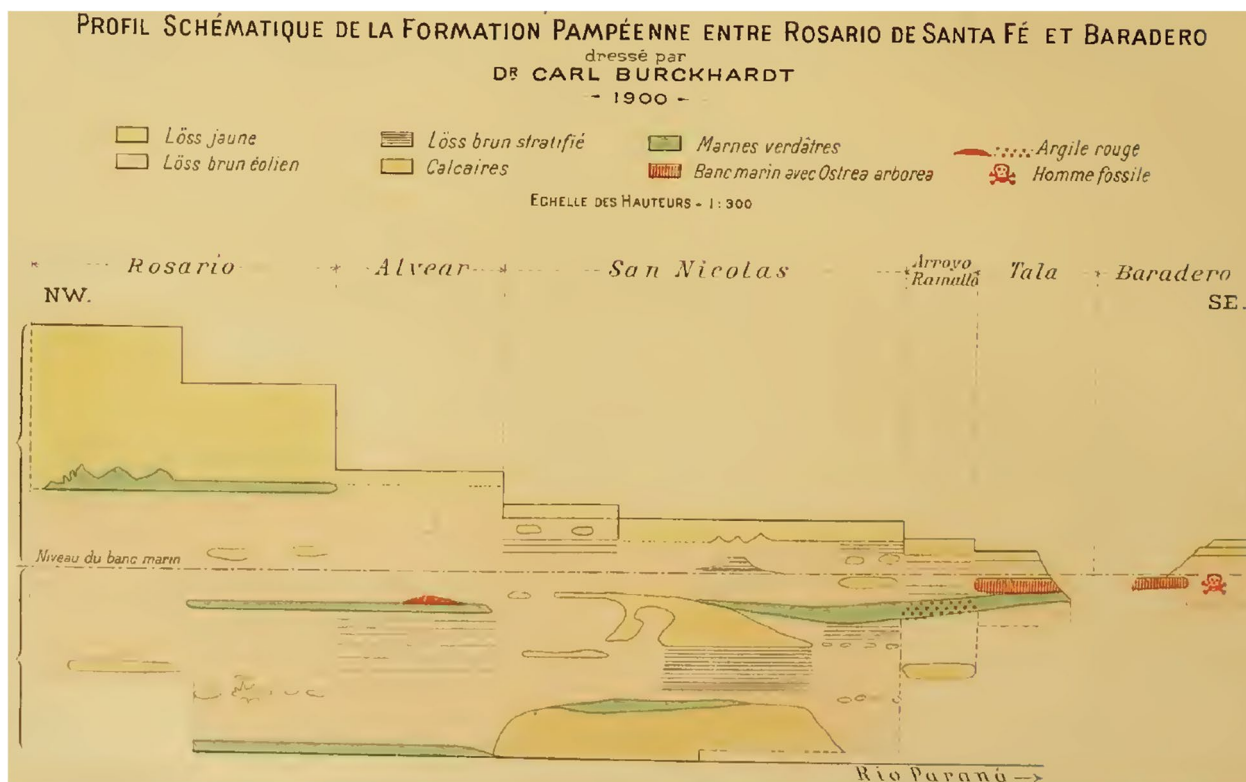 PROFIL SCHÉMATIQUE DE LA FORMATION PAMPÉENNE ENTRE ROSARIO DE SANTA FÉ ET BARADERO
dressé par
DR CARL BURCKHARDT
- 1900 -
Löss jaune
Löss brun stratifié
Marnes verdâtres
Argile rouge
Löss brun éolien
Calcaires
Banc marin avec Ostrea arborea
Homme fossile
ECHELLE DES HAUTEURS - 1:300
Rosario
Alvear
San Nicolas
Arroyo
Ramallo
Tala
Baradero
NW.
SE.
Niveau du banc marin
Rio Paraná